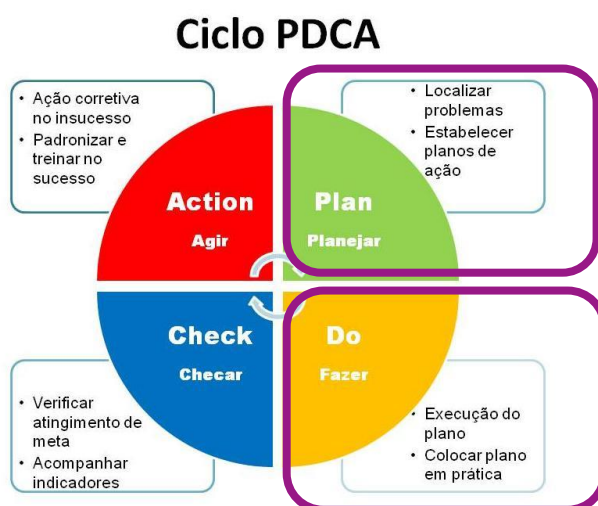 Ciclo PDCA
• Ação corretiva
no insucesso
• Padronizar e
treinar no
sucesso
Action
Agir
Plan
Planejar
• Localizar
problemas
• Estabelecer
planos de
ação
Check
Checar
Do
Fazer
• Verificar
atingimento de
meta
• Acompanhar
indicadores
• Execução do
plano
• Colocar plano
em prática